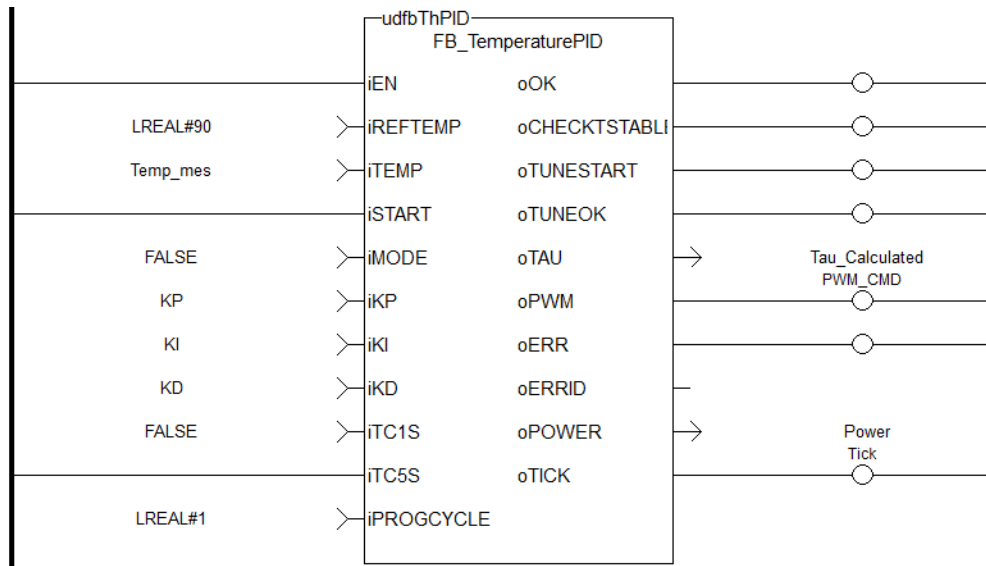 udfbThPID
FB_TemperaturePID
iEN oOK
LREAL#90 iREFTEMP oCHECKTSTABLE
Temp_mes iTEMP oTUNESTART
iSTART oTUNEOK
FALSE iMODE oTAU Tau_Calculated
PWM_CMD
KP iKP oPWM
KI iKI oERR
KD iKD oERRID
FALSE iTC1S oPOWER Power
Tick
iTC5S oTICK
LREAL#1 iPROGCYCLE